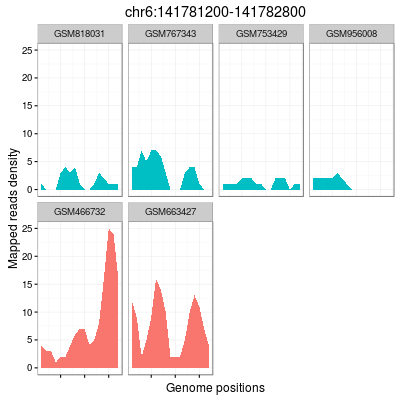 chr6:141781200-141782800
GSM818031 GSM767343 GSM753429 GSM956008
25
20
15
10
5
0
Mapped reads density
GSM466732 GSM663427
25
20
15
10
5
0
Genome positions